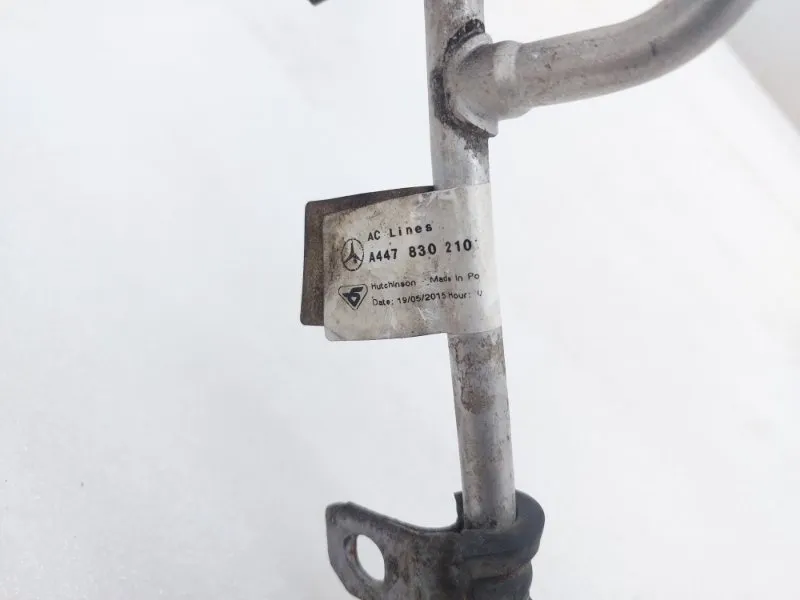 AC Lines
A447 830 210
Hutchinson - Made In Po
Date: 19/05/2015 Hour: